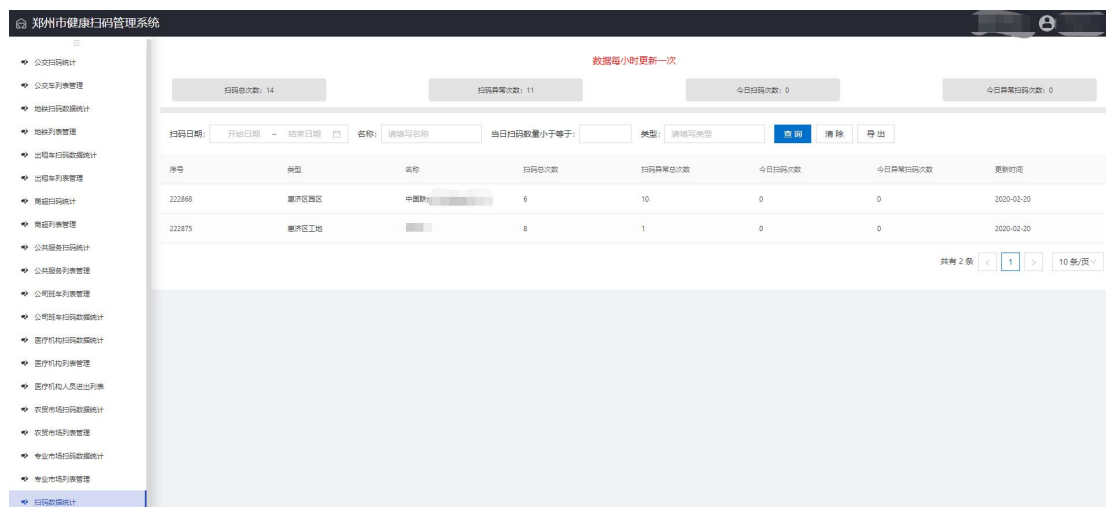 郑州市健康扫码管理系统
公交扫码统计
公交车列表管理
地铁扫码数据统计
地铁列表管理
出租车扫码数据统计
出租车列表管理
商超扫码统计
商超列表管理
公共服务扫码统计
公共服务列表管理
公司班车列表管理
公司班车扫码数据统计
医疗机构扫码数据统计
医疗机构列表管理
医疗机构人员进出列表
农贸市场扫码数据统计
农贸市场列表管理
专业市场扫码数据统计
专业市场列表管理
扫码数据统计
数据每小时更新一次
扫码总次数：14 扫码异常次数：11 今日扫码次数：0 今日异常扫码次数：0
扫码日期： 开始日期 - 结束日期 名称： 请填写名称 当日扫码数量小于等于： 类型： 请填写类型 查询 清除 导出
序号 类型 名称 扫码总次数 扫码异常总次数 今日扫码次数 今日异常扫码次数 更新时间
222868 惠济区园区 中国联 6 10 0 0 2020-02-20
222875 惠济区工地 8 1 0 0 2020-02-20
共有 2 条 < 1 > 10 条/页